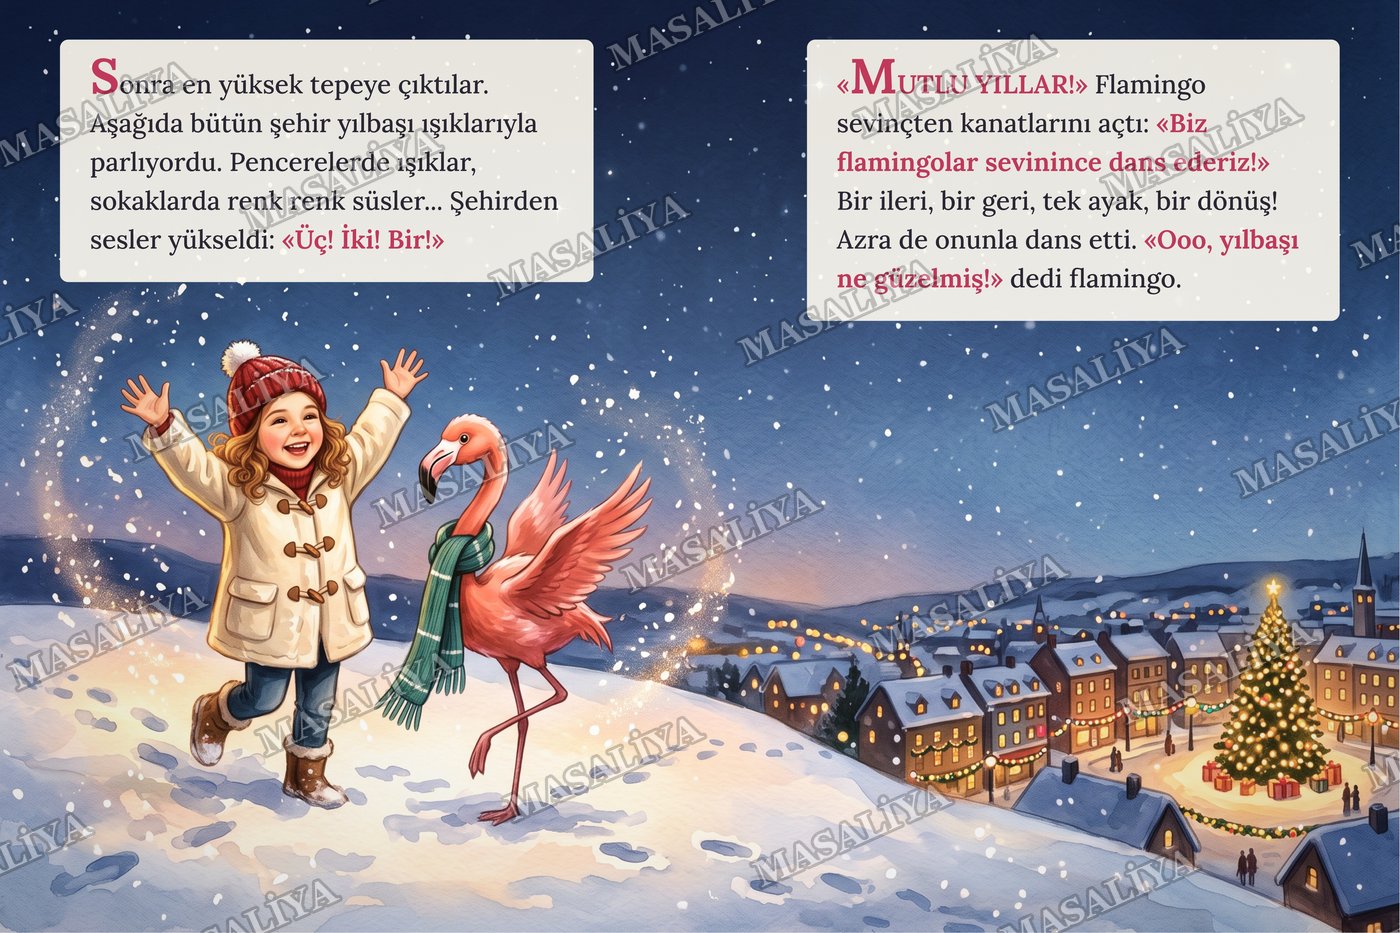 Sonra en yüksek tepeye çıktılar.
Aşağıda bütün şehir yılbaşı ışıklarıyla
parlıyordu. Pencerelerde ışıklar,
sokaklarda renk renk süsler... Şehirden
sesler yükseldi: «Üç! İki! Bir!»
«MUTLU YILLAR!» Flamingo
sevinçten kanatlarını açtı: «Biz
flamingolar sevinince dans ederiz!»
Bir ileri, bir geri, tek ayak, bir dönüş!
Azra de onunla dans etti. «Ooo, yılbaşı
ne güzelmiş!» dedi flamingo.
MASALİYA